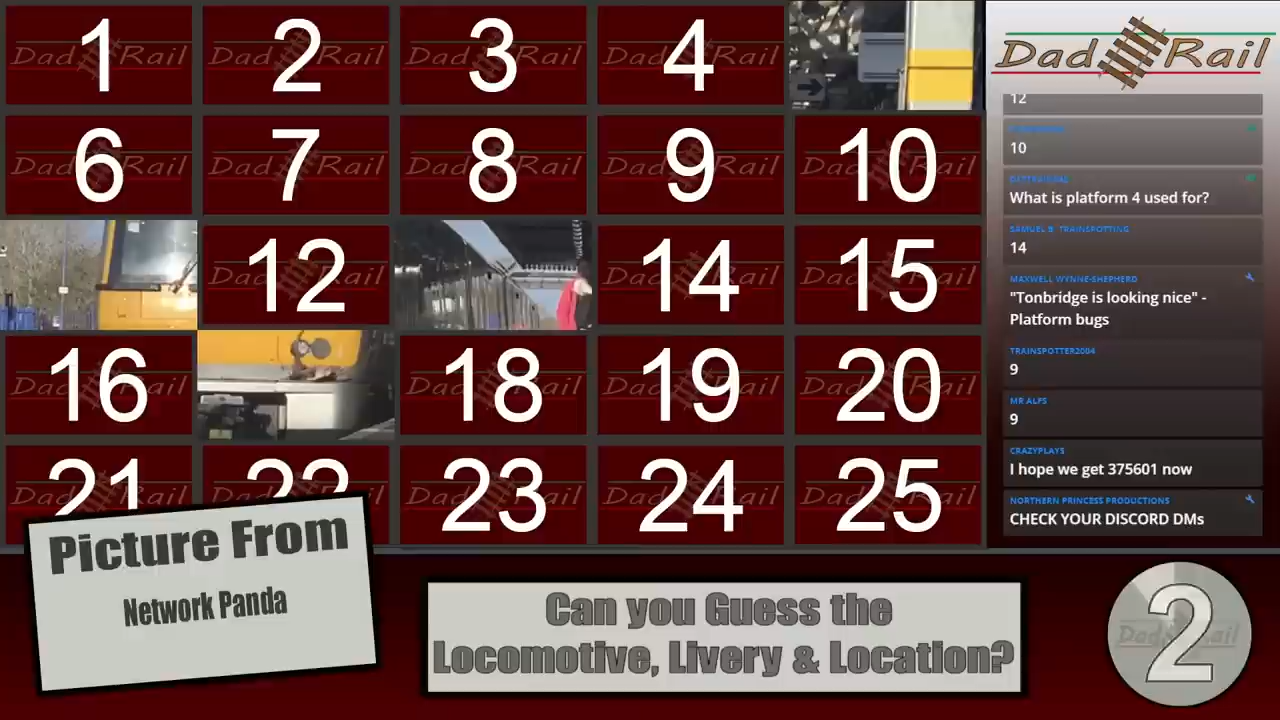 1
2
3
4
6
7
8
9
10
12
14
15
16
18
19
20
21
22
23
24
25
Dad Rail
12
10
What is platform 4 used for?
SAMUEL B TRAINSPOTTING
14
MAXWELL WYNNE-SHEPHERD
"Tonbridge is looking nice" -
Platform bugs
TRAINSPOTTER2004
9
MR ALFS
9
CRAZYPLAYS
I hope we get 375601 now
NORTHERN PRINCESS PRODUCTIONS
CHECK YOUR DISCORD DMs
Picture From
Network Panda
Can you Guess the
Locomotive, Livery & Location?
2